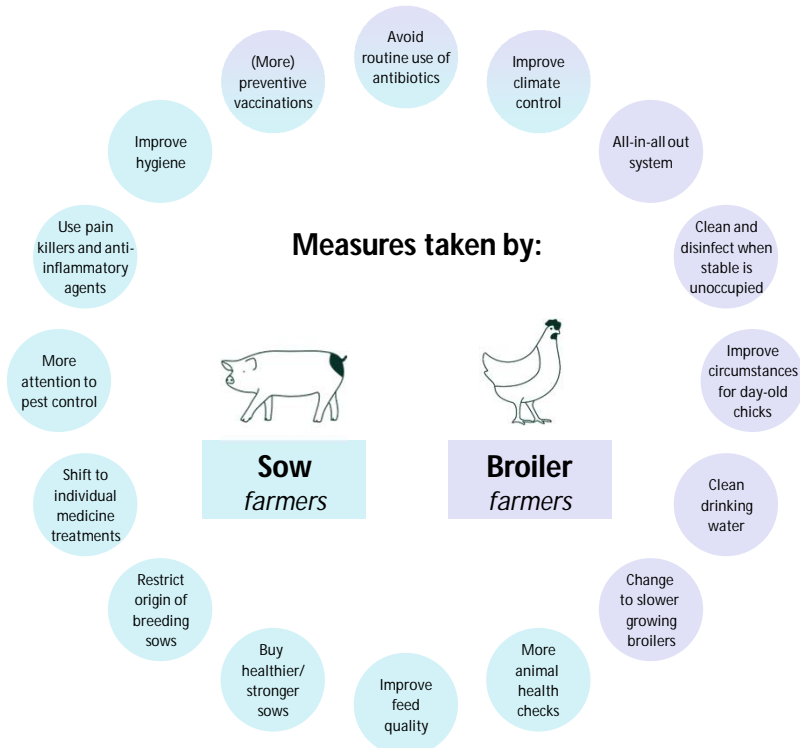 Avoid
routine use of
antibiotics
(More)
preventive
vaccinations
Improve
climate
control
Improve
hygiene
All-in-all out
system
Use pain
killers and anti-
inflammatory
agents
Measures taken by:
Clean and
disinfect when
stable is
unoccupied
More
attention to
pest control
Improve
circumstances
for day-old
chicks
Sow
farmers
Broiler
farmers
Shift to
individual
medicine
treatments
Clean
drinking
water
Restrict
origin of
breeding
sows
Change
to slower
growing
broilers
Buy
healthier/
stronger
sows
Improve
feed
quality
More
animal
health
checks